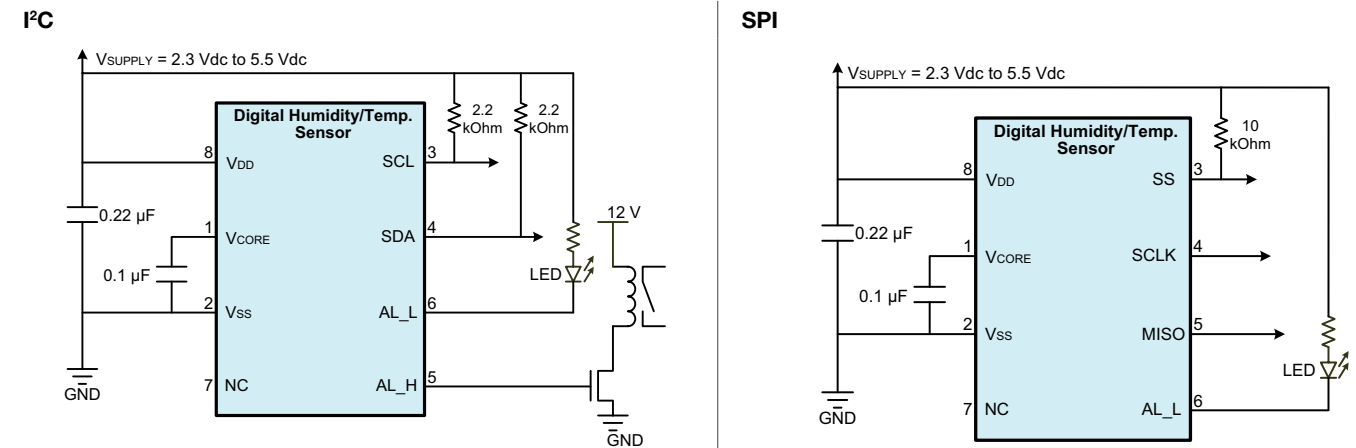 I²C
VSUPPLY = 2.3 Vdc to 5.5 Vdc
Digital Humidity/Temp.
Sensor
2.2
kOhm
2.2
kOhm
8 VDD SCL 3
0.22 µF
1 VCORE SDA 4
12 V
0.1 µF
LED
2 VSS AL_L 6
7 NC AL_H 5
GND
GND
SPI
VSUPPLY = 2.3 Vdc to 5.5 Vdc
Digital Humidity/Temp.
Sensor
10
kOhm
8 VDD SS 3
0.22 µF
1 VCORE SCLK 4
0.1 µF
2 VSS MISO 5
LED
7 NC AL_L 6
GND